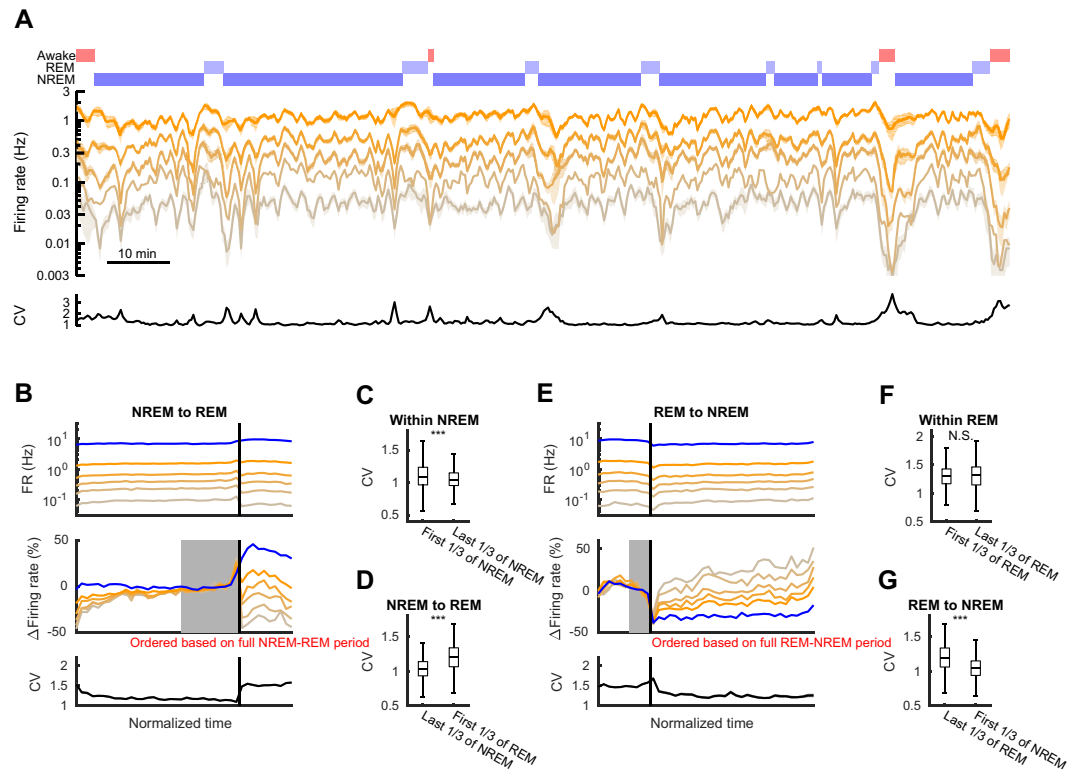 A
Awake
REM
NREM
3
1
0.3
0.1
0.03
0.01
0.003
Firing rate (Hz)
10 min
3
2
1
CV
B
NREM to REM
10^1
10^0
10^-1
FR (Hz)
50
0
-50
ΔFiring rate (%)
Ordered based on full NREM-REM period
2
1.5
1
CV
Normalized time
C
Within NREM
***
1.5
1
0.5
CV
First 1/3 of NREM
Last 1/3 of NREM
D
NREM to REM
***
1.5
1
0.5
CV
Last 1/3 of NREM
First 1/3 of REM
E
REM to NREM
10^1
10^0
10^-1
FR (Hz)
50
0
-50
ΔFiring rate (%)
Ordered based on full REM-NREM period
2
1.5
1
CV
Normalized time
F
Within REM
N.S.
2
1.5
1
0.5
CV
First 1/3 of REM
Last 1/3 of REM
G
REM to NREM
***
1.5
1
0.5
CV
Last 1/3 of REM
First 1/3 of NREM